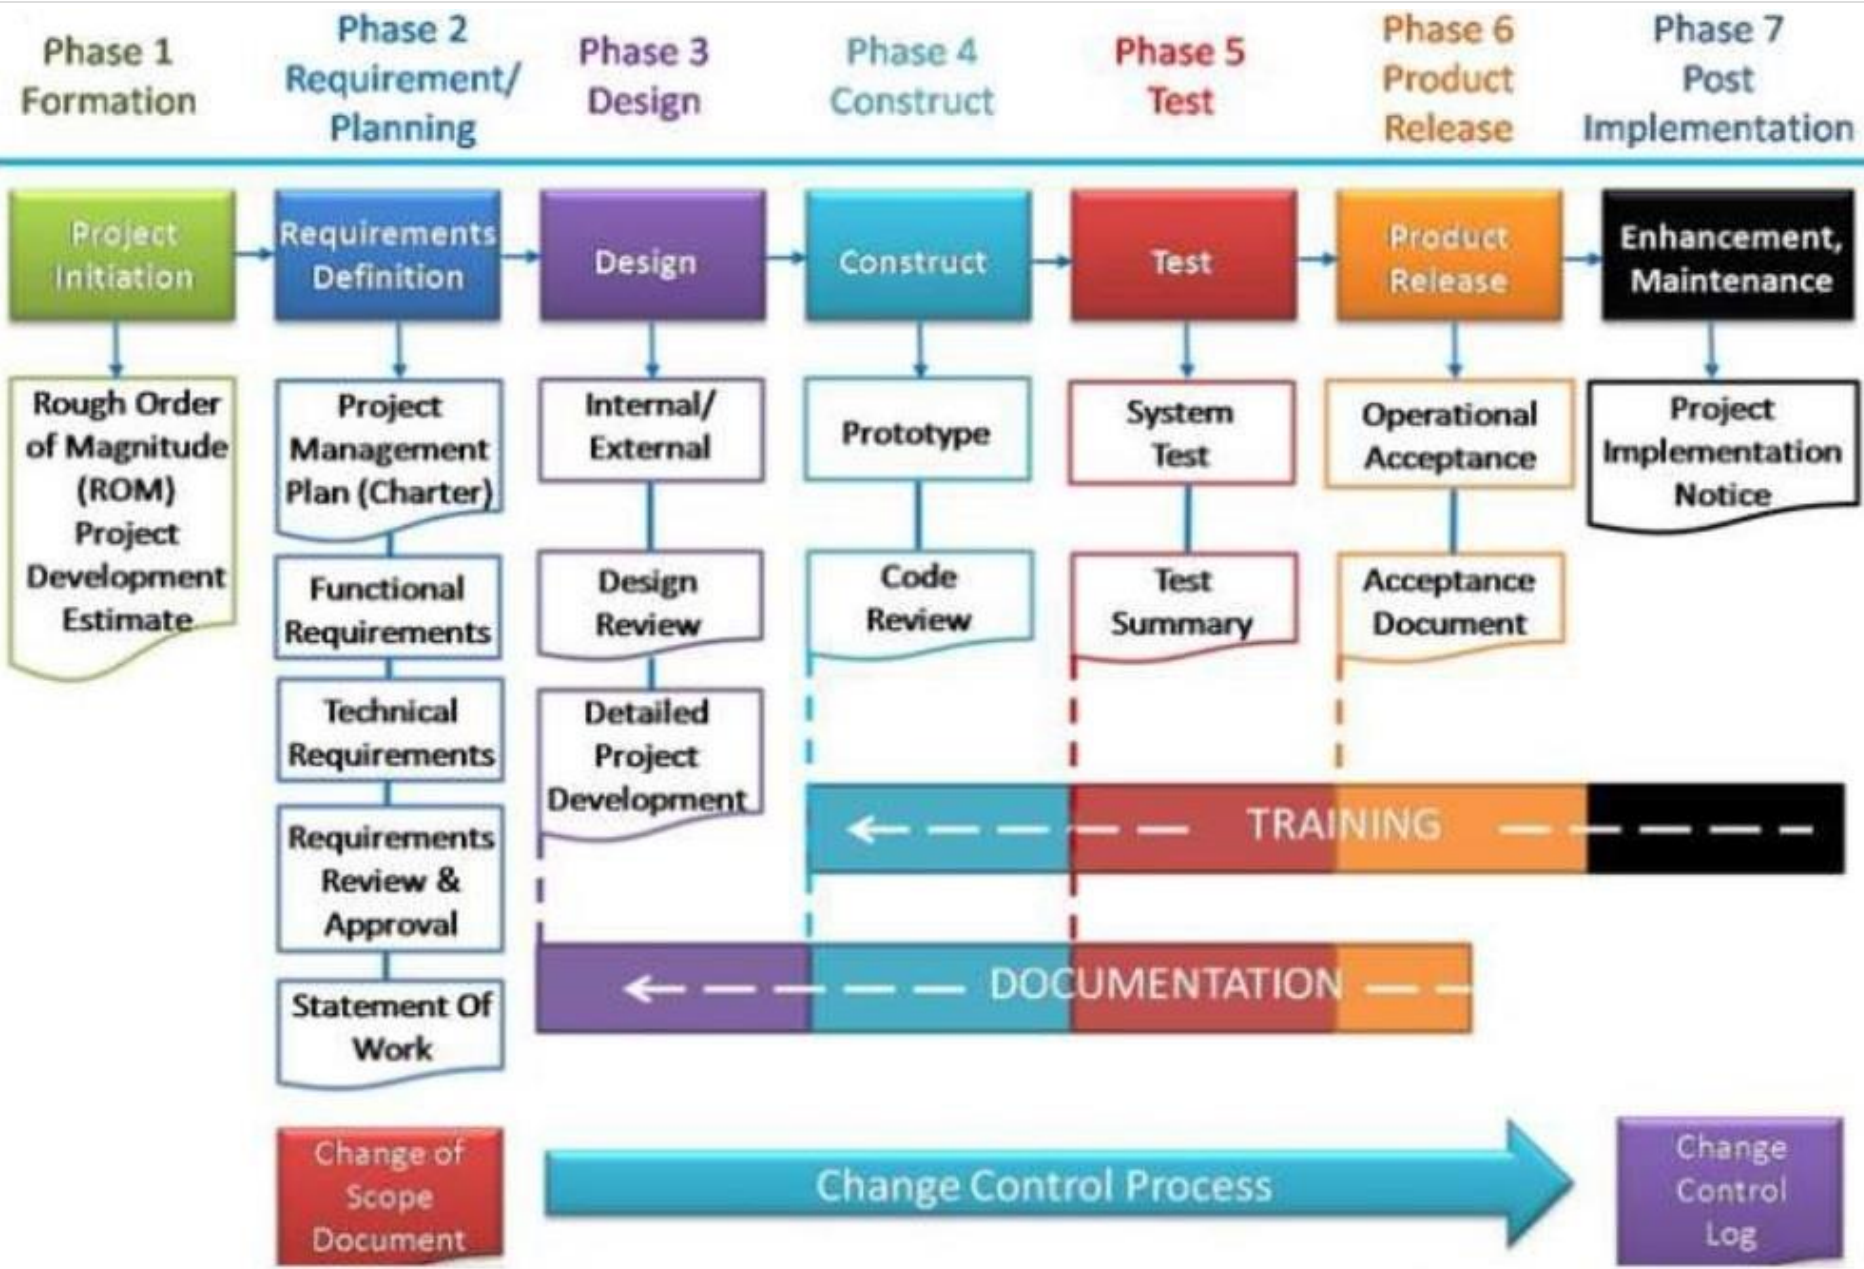 Phase 1
Formation
Phase 2
Requirement/
Planning
Phase 3
Design
Phase 4
Construct
Phase 5
Test
Phase 6
Product
Release
Phase 7
Post
Implementation
Project
Initiation
Requirements
Definition
Design
Construct
Test
Product
Release
Enhancement,
Maintenance
Rough Order
of Magnitude
(ROM)
Project
Development
Estimate
Project
Management
Plan (Charter)
Functional
Requirements
Technical
Requirements
Requirements
Review &
Approval
Statement Of
Work
Internal/
External
Design
Review
Detailed
Project
Development
Prototype
Code
Review
System
Test
Test
Summary
Operational
Acceptance
Acceptance
Document
Project
Implementation
Notice
TRAINING
DOCUMENTATION
Change of
Scope
Document
Change Control Process
Change
Control
Log